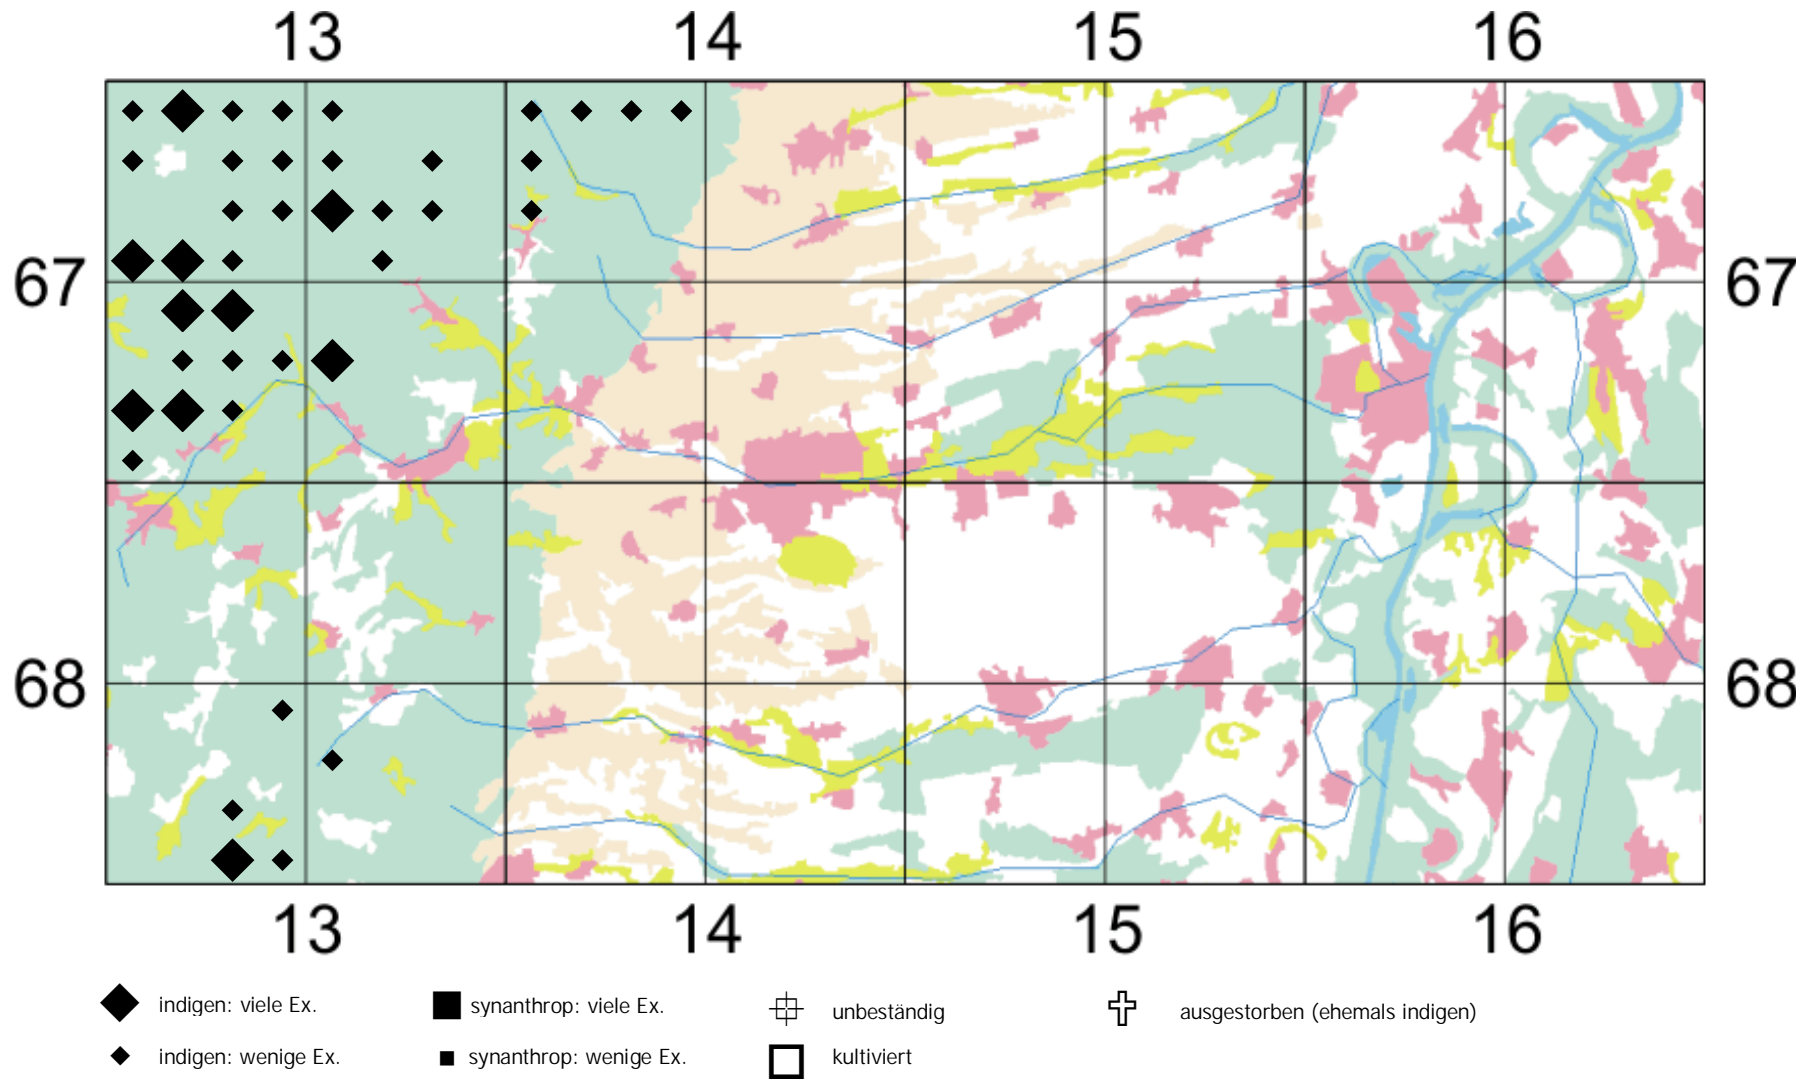 13 14 15 16
67 67
68 68
13 14 15 16
indigen: viele Ex. synanthrop: viele Ex. unbeständig ausgestorben (ehemals indigen)
indigen: wenige Ex. synanthrop: wenige Ex. kultiviert